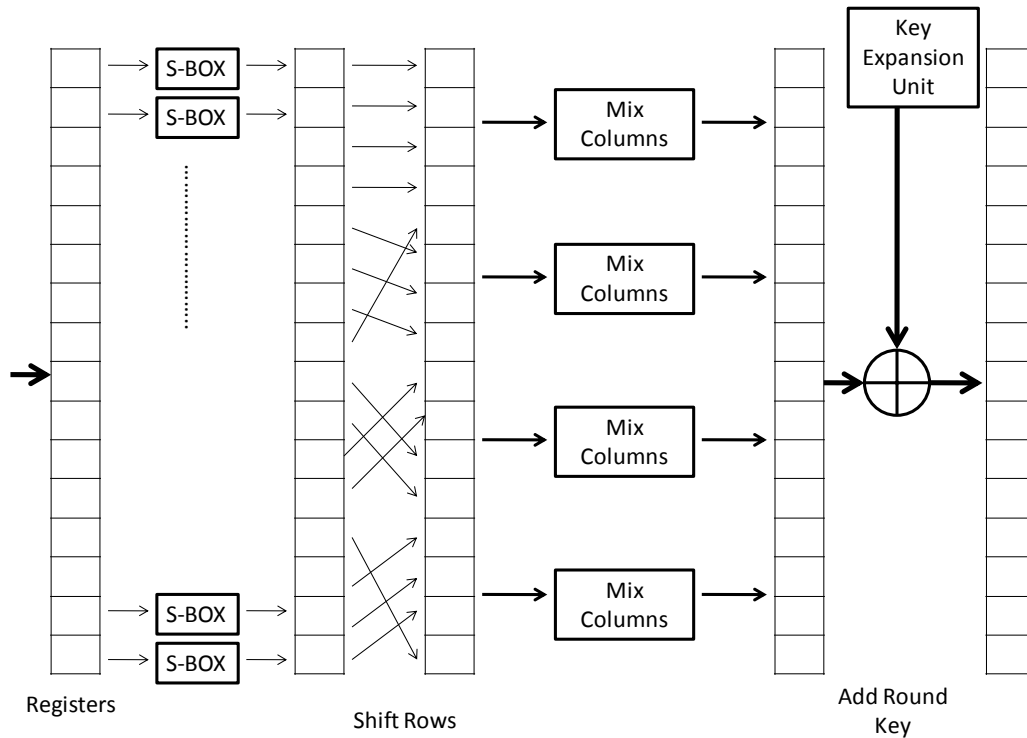 Key
Expansion
Unit
S-BOX
S-BOX
Mix
Columns
Mix
Columns
Mix
Columns
Mix
Columns
S-BOX
S-BOX
Registers
Shift Rows
Add Round
Key